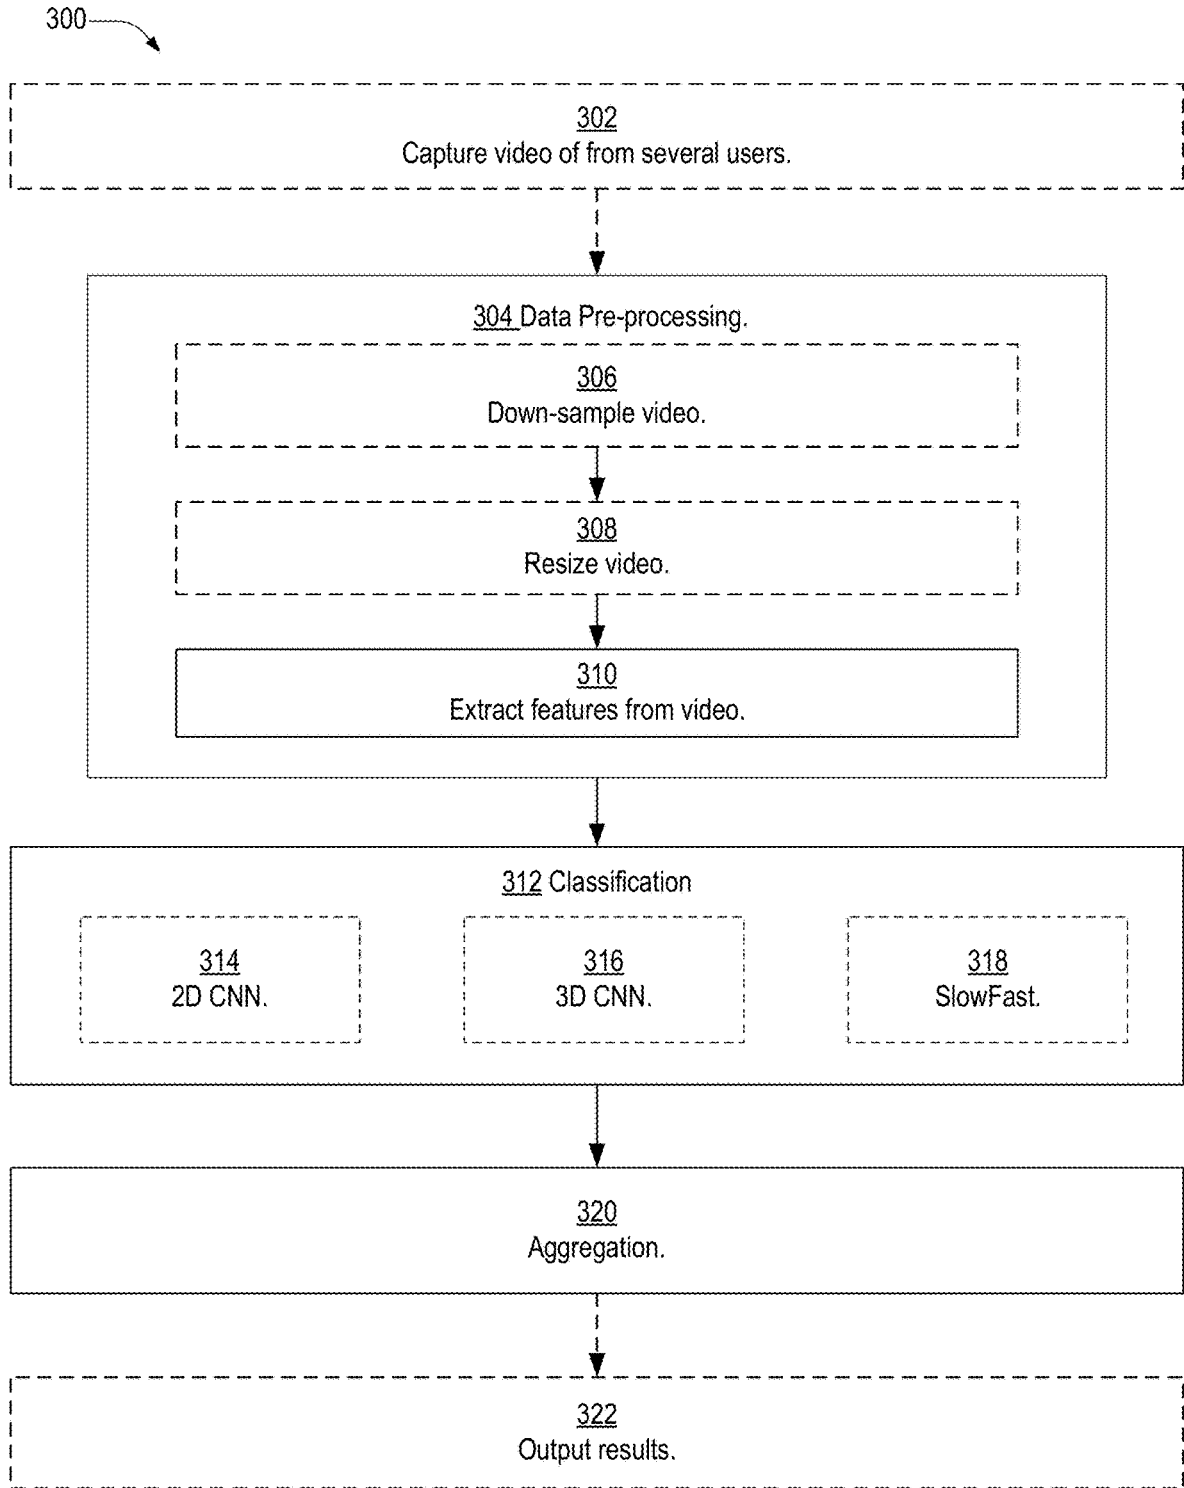 300
302
Capture video of from several users.
304 Data Pre-processing.
306
Down-sample video.
308
Resize video.
310
Extract features from video.
312 Classification
314
2D CNN.
316
3D CNN.
318
SlowFast.
320
Aggregation.
322
Output results.